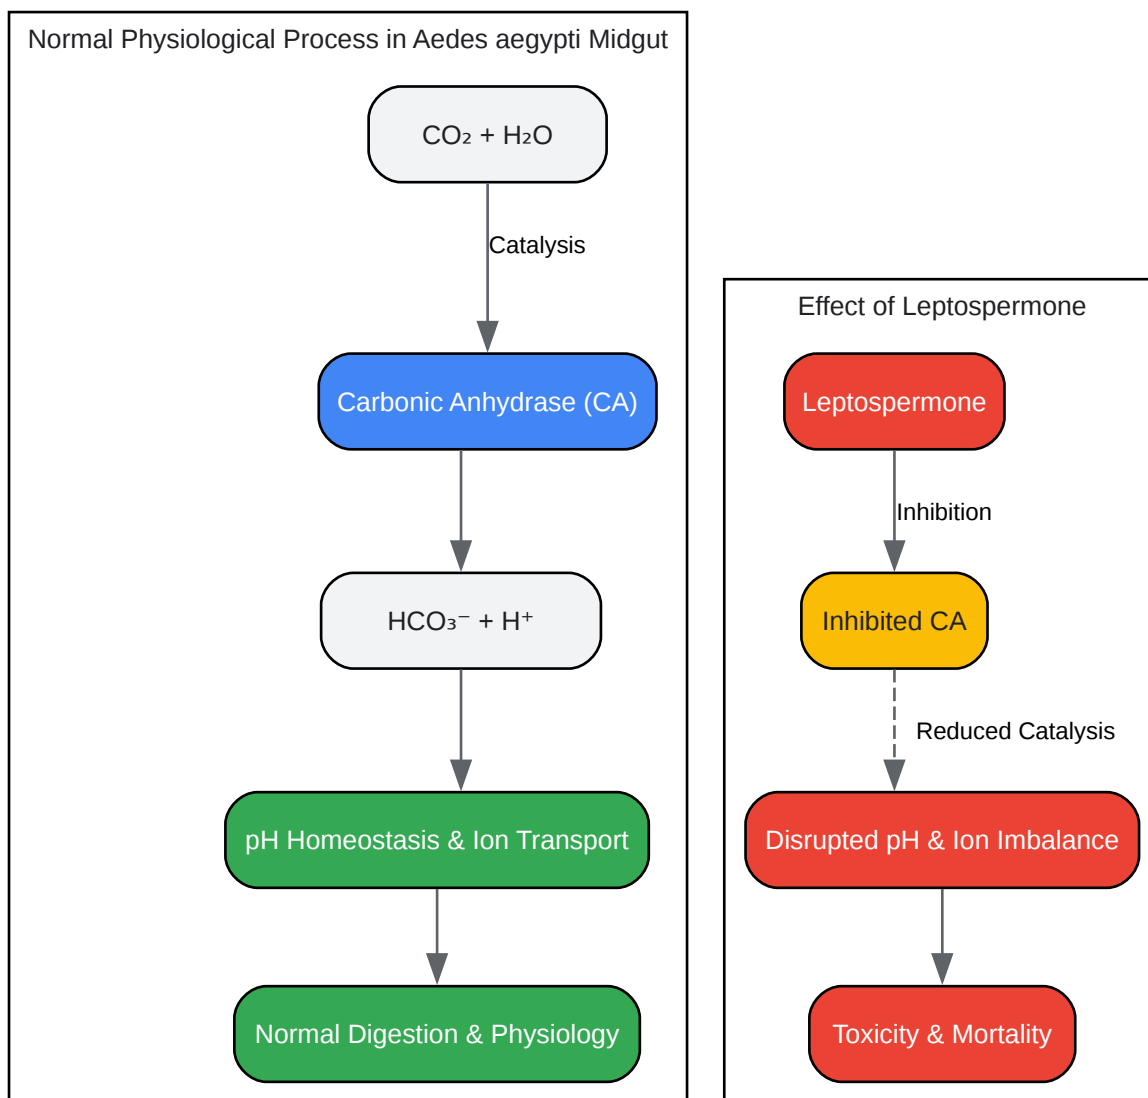 Normal Physiological Process in Aedes aegypti Midgut
CO₂ + H₂O
Catalysis
Carbonic Anhydrase (CA)
HCO₃⁻ + H⁺
pH Homeostasis & Ion Transport
Normal Digestion & Physiology
Effect of Leptospermone
Leptospermone
Inhibition
Inhibited CA
Reduced Catalysis
Disrupted pH & Ion Imbalance
Toxicity & Mortality